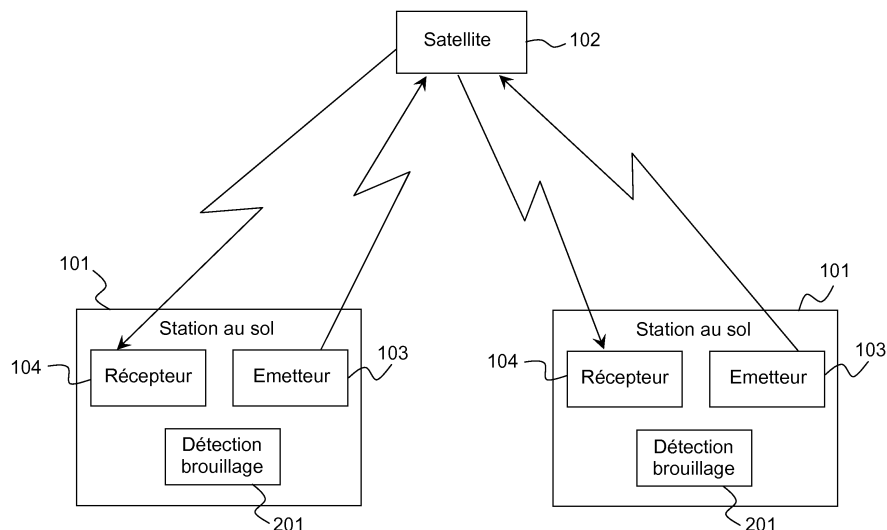 Satellite
102
101
Station au sol
104
Récepteur
Emetteur
103
Détection
brouillage
201
101
Station au sol
104
Récepteur
Emetteur
103
Détection
brouillage
201